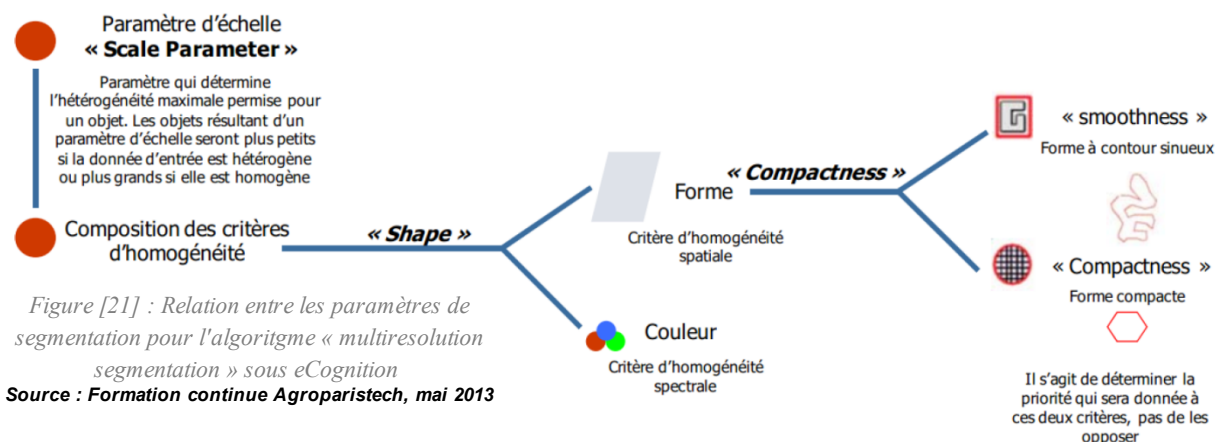 Paramètre d'échelle
« Scale Parameter »
Paramètre qui détermine
l'hétérogénéité maximale permise pour
un objet. Les objets résultant d'un
paramètre d'échelle seront plus petits
si la donnée d'entrée est hétérogène
ou plus grands si elle est homogène
Composition des critères
d'homogénéité
« Shape »
Forme
Critère d'homogénéité
spatiale
Couleur
Critère d'homogénéité
spectrale
« Compactness »
« smoothness »
Forme à contour sinueux
« Compactness »
Forme compacte
Il s'agit de déterminer la
priorité qui sera donnée à
ces deux critères, pas de les
opposer
Figure [21] : Relation entre les paramètres de
segmentation pour l'algoritgme « multiresolution
segmentation » sous eCognition
Source : Formation continue Agroparistech, mai 2013